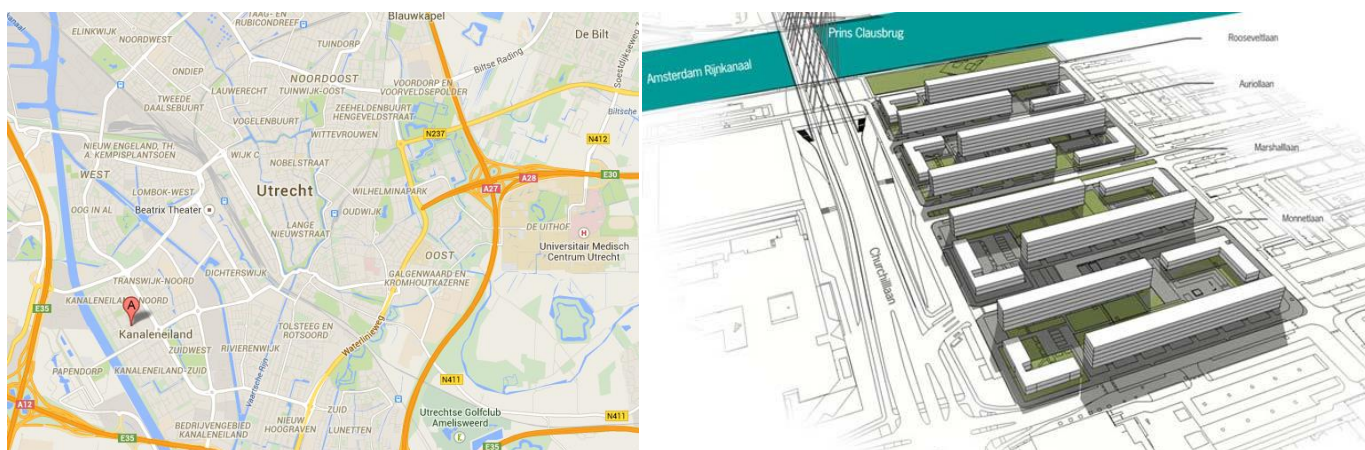 Blauwkapel
De Bilt
ELINKWIJK
TAAG- EN
RUBICONDREEF
NOORDWEST
TUINDORP
Biltse Rading
Soestdijkseweg
ONDIEP
NOORDOOST
TUINWIJK-OOST
VOORDORP EN
VOORVELDSEPOLDER
TWEEDE
DAALSEBUURT
LAUWERECHT
ZEEHELDENBUURT
HENGEVELDSTRAAT
Biltsche
VOGELENBUURT
WITTEVROUWEN
N237
N412
NIEUW ENGELAND, TH.
A: KEMPISPLANTSOEN
WIJK C
NOBELSTRAAT
A28
E30
WEST
A27
LOMBOK-WEST
Utrecht
WILHELMINAPARK
OOG IN AL
Beatrix Theater
OUDWIJK
DE UITHOF
H
LANGE
NIEUWSTRAAT
OOST
Universitair Medisch
Centrum Utrecht
DICHTERSWIJK
GALGENWAARD EN
KROMHOUTKAZERNE
TRANSWIJK-NOORD
E35
KANALENEILAND-NOORD
A
Kanaleneiland
TOLSTEEG EN
ROTSOORD
Waterlinieweg
ZUIDWEST
RIVIERENWIJK
PAPENDORP
KANALENEILAND-ZUID
Vaartsche Rijn
N411
A12
ZUID
Utrechtse Golfclub
Amelisweerd
N411
BEDRIJVENGEBIED
KANALENEILAND
NIEUW
HOOGRAVEN
LUNETTEN
E35
E35
Prins Clausbrug
Amsterdam Rijnkanaal
Rooseveltlaan
Auriollaan
Marshalllaan
Monnetlaan
Churchilllaan